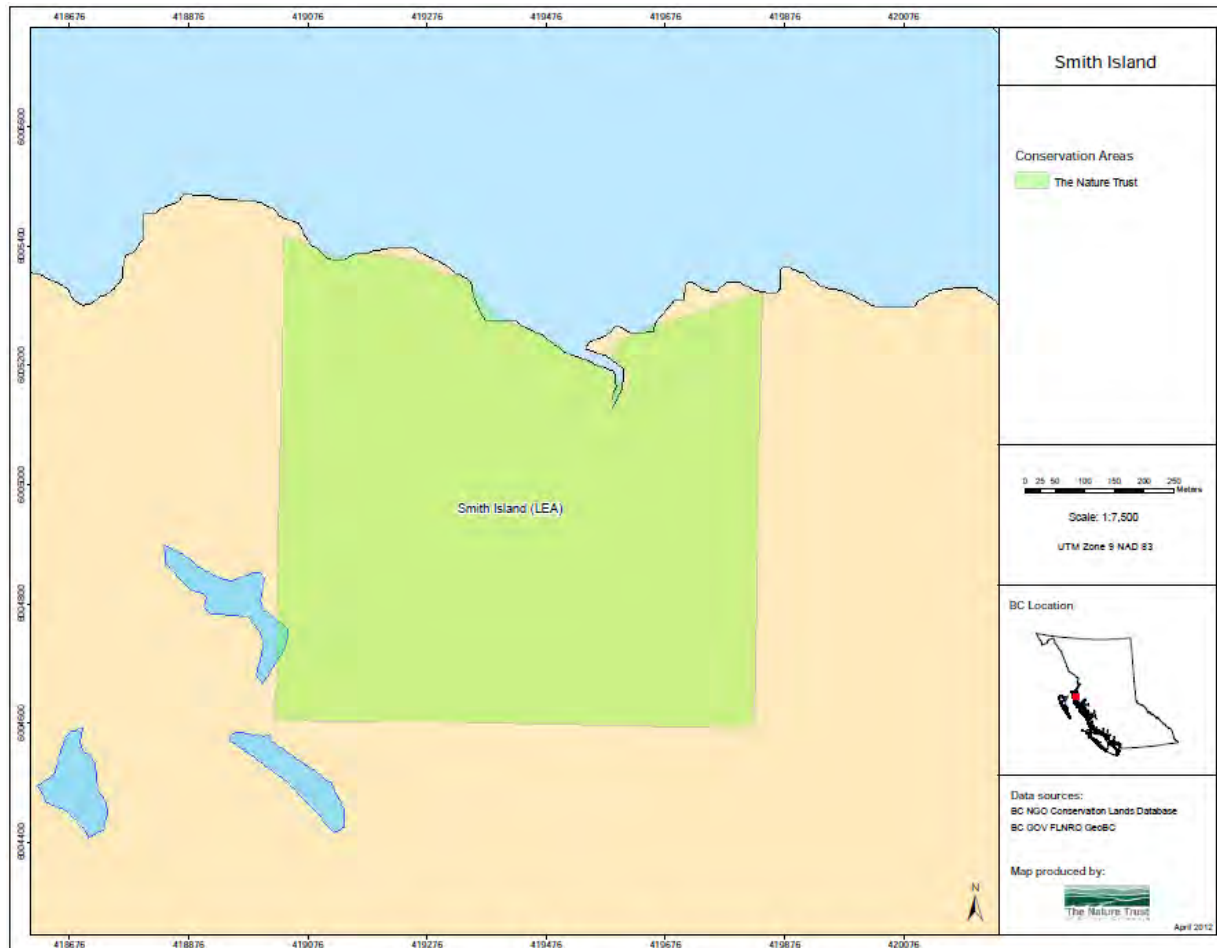 418676 418876 419076 419276 419476 419676 419876 420076
Smith Island
Conservation Areas
The Nature Trust
6005600
6005400
6005200
6005000
6004800
6004600
6004400
Smith Island (LEA)
0 25 50 100 150 200 250
Meters
Scale: 1:7,500
UTM Zone 9 NAD 83
BC Location
Data sources:
BC NGO Conservation Lands Database
BC GOV FLNRO GeoBC
Map produced by:
The Nature Trust
N
April 2012
418676 418876 419076 419276 419476 419676 419876 420076